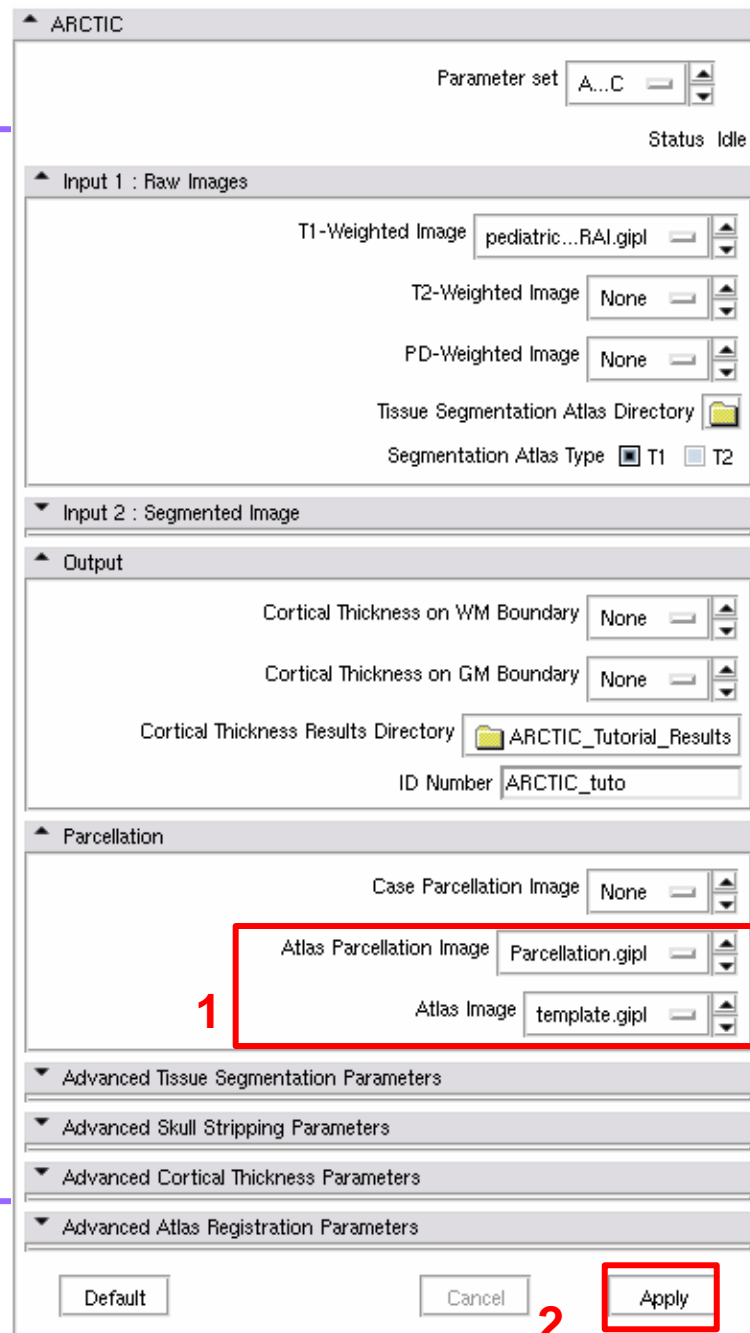 ARCTIC
Parameter set A...C
Status Idle
Input 1 : Raw Images
T1-Weighted Image pediatric...RAI.gipl
T2-Weighted Image None
PD-Weighted Image None
Tissue Segmentation Atlas Directory
Segmentation Atlas Type T1 T2
Input 2 : Segmented Image
Output
Cortical Thickness on WM Boundary None
Cortical Thickness on GM Boundary None
Cortical Thickness Results Directory ARCTIC_Tutorial_Results
ID Number ARCTIC_tuto
Parcellation
Case Parcellation Image None
Atlas Parcellation Image Parcellation.gipl
1
Atlas Image template.gipl
Advanced Tissue Segmentation Parameters
Advanced Skull Stripping Parameters
Advanced Cortical Thickness Parameters
Advanced Atlas Registration Parameters
Default Cancel Apply
2